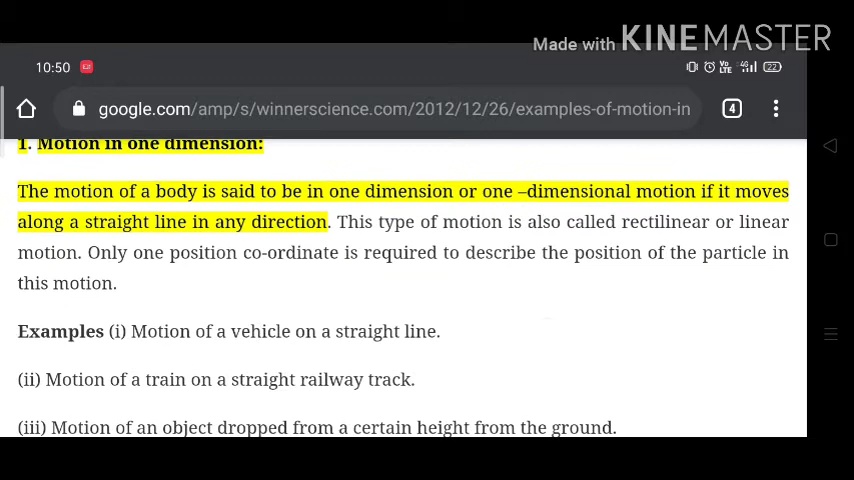 Made with KINEMASTER
10:50
Vo LTE 4G 22
google.com/amp/s/winnerscience.com/2012/12/26/examples-of-motion-in
4
1. Motion in one dimension:
The motion of a body is said to be in one dimension or one –dimensional motion if it moves
along a straight line in any direction. This type of motion is also called rectilinear or linear
motion. Only one position co-ordinate is required to describe the position of the particle in
this motion.
Examples (i) Motion of a vehicle on a straight line.
(ii) Motion of a train on a straight railway track.
(iii) Motion of an object dropped from a certain height from the ground.